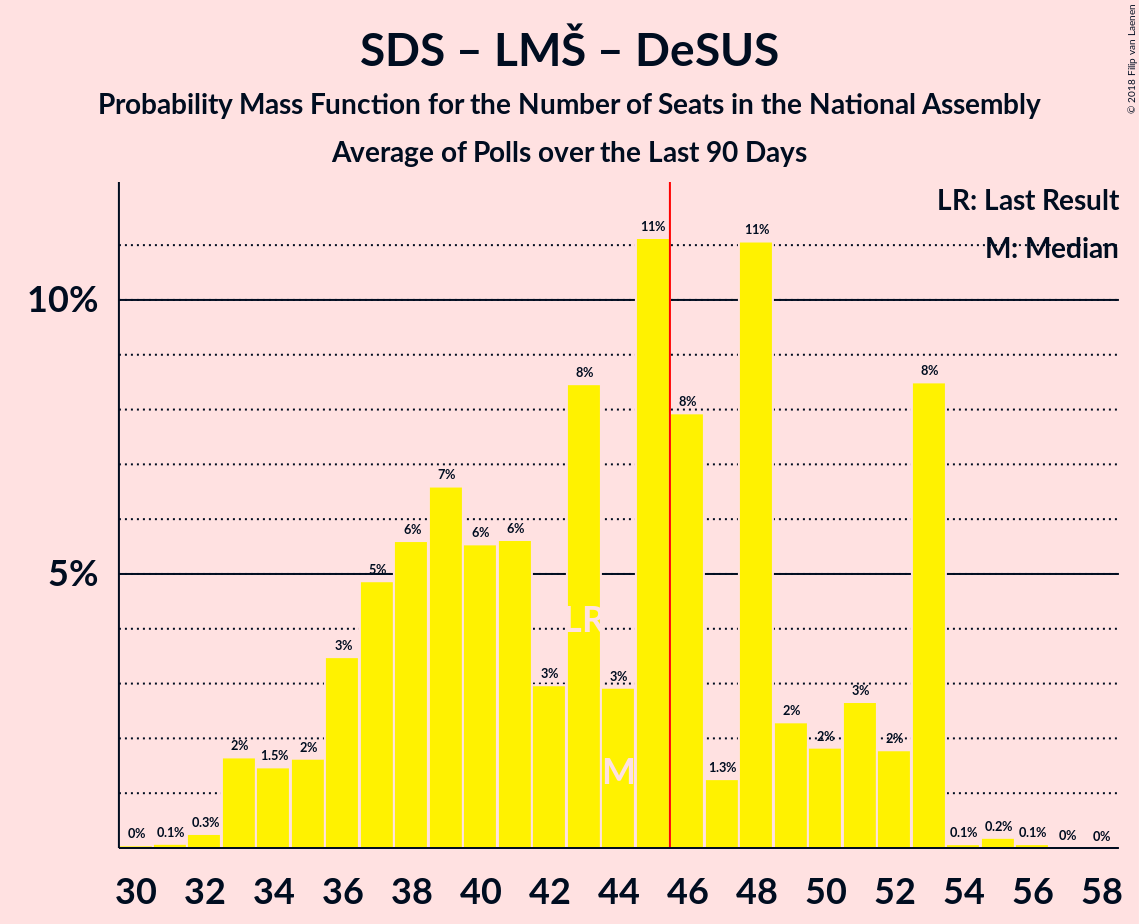 SDS – LMŠ – DeSUS
Probability Mass Function for the Number of Seats in the National Assembly
Average of Polls over the Last 90 Days
© 2018 Filip van Laenen
LR: Last Result
M: Median
10%
5%
0% 0.1% 0.3% 2% 1.5% 2% 3% 5% 6% 7% 6% 6% 3% 8% 3% 11% 8% 1.3% 11% 2% 2% 3% 2% 8% 0.1% 0.2% 0.1% 0% 0%
LR
M
30 32 34 36 38 40 42 44 46 48 50 52 54 56 58